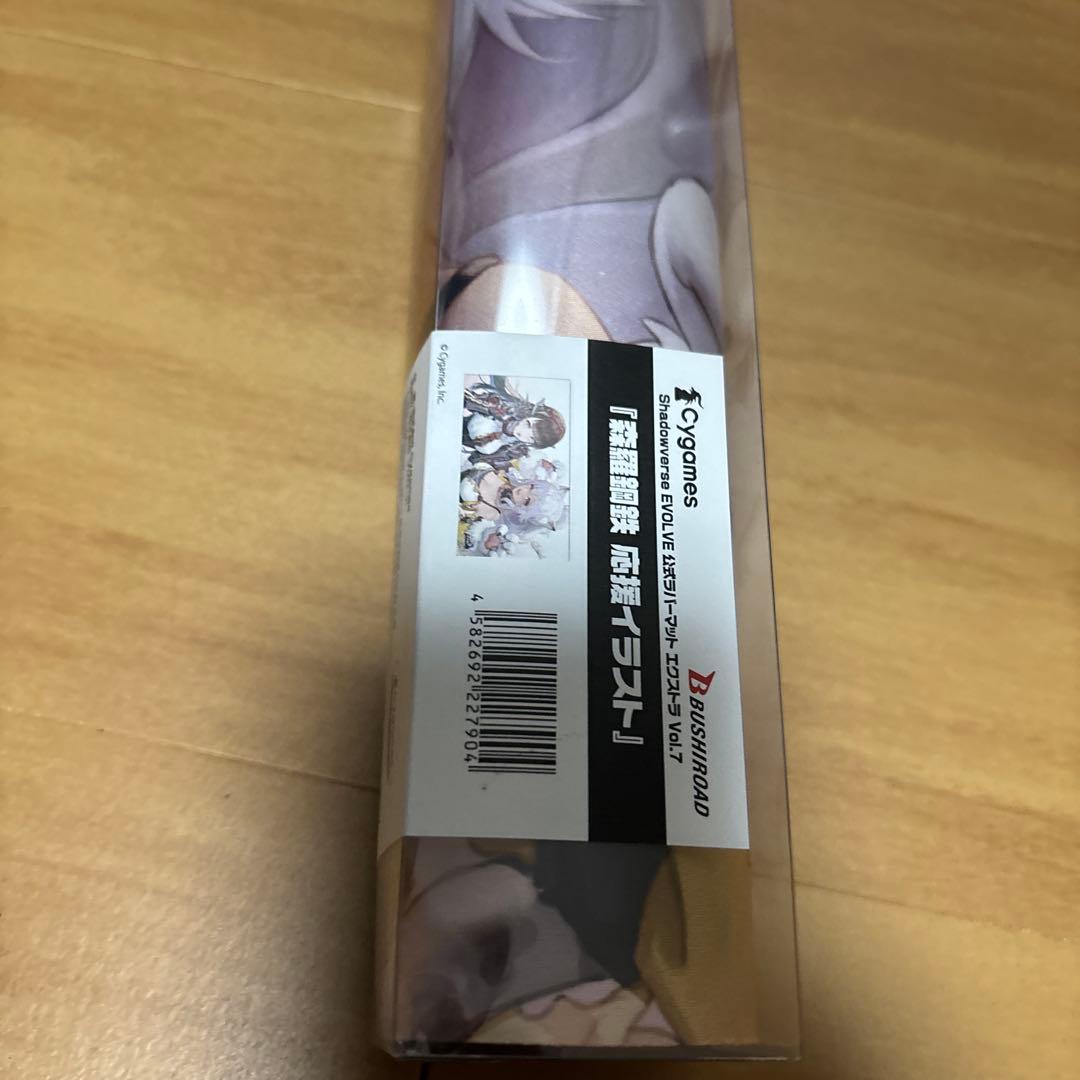 Cygames
BUSHIROAD
Shadowverse EVOLVE 公式ラバーマット エクストラ Vol.7
『森羅鋼鉄 応援イラスト』
© Cygames, Inc.
4 582692 227904